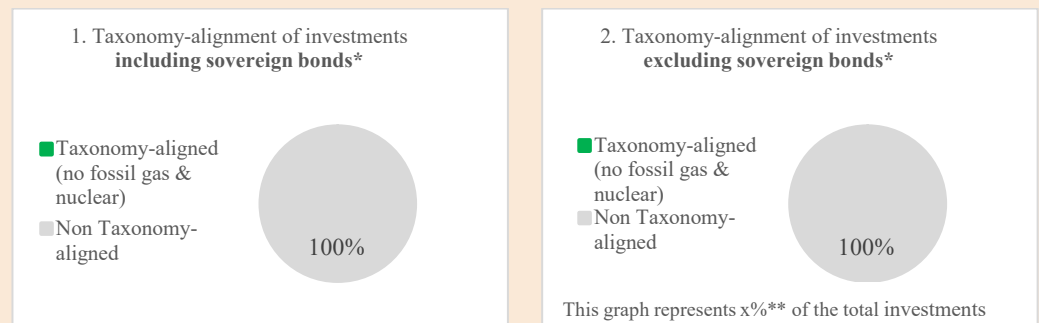 1. Taxonomy-alignment of investments
including sovereign bonds*
Taxonomy-aligned
(no fossil gas &
nuclear)
Non Taxonomy-
aligned
100%
2. Taxonomy-alignment of investments
excluding sovereign bonds*
Taxonomy-aligned
(no fossil gas &
nuclear)
Non Taxonomy-
aligned
100%
This graph represents x%** of the total investments